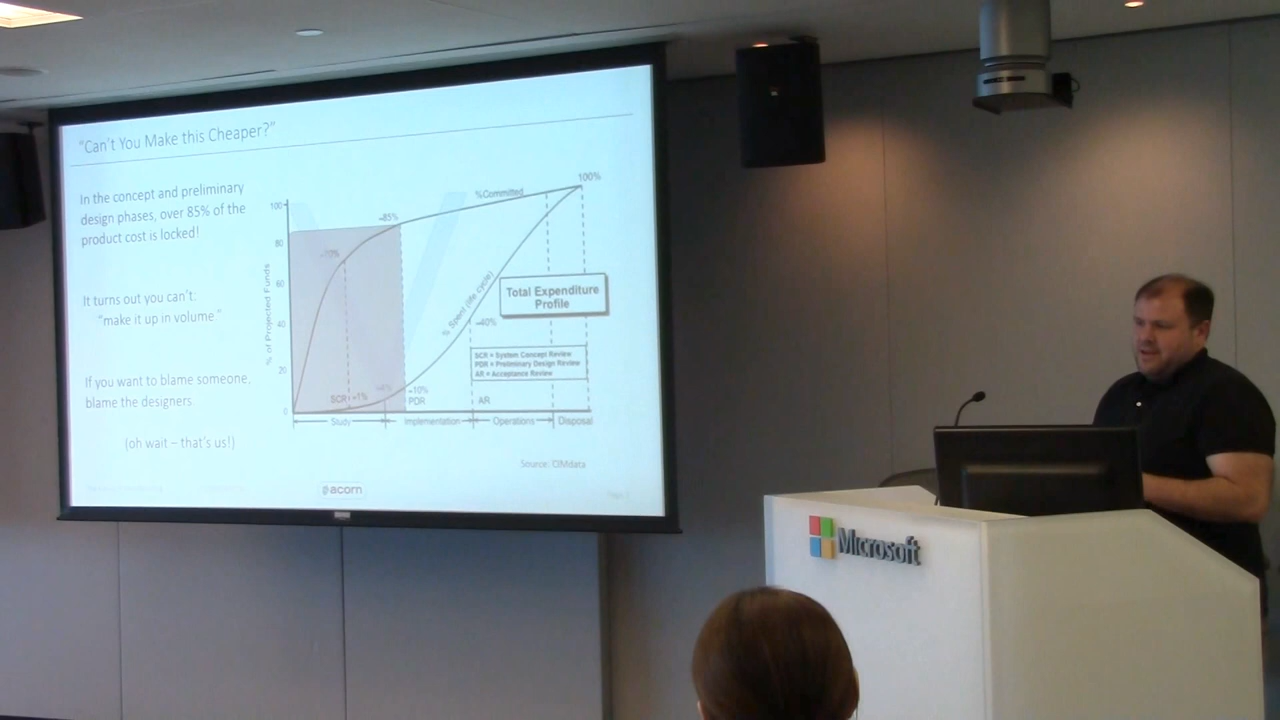 "Can't You Make this Cheaper?"
In the concept and preliminary
design phases, over 85% of the
product cost is locked!
It turns out you can't:
"make it up in volume."
If you want to blame someone,
blame the designers
(oh wait – that's us!)
% of Projected Funds
100
80
60
40
20
0
~70%
~85%
%Committed
100%
% Spent (life cycle)
Total Expenditure
Profile
~40%
SCR = System Concept Review
PDR = Preliminary Design Review
AR = Acceptance Review
SCR
~1%
~10%
PDR
AR
Study
Implementation
Operations
Disposal
Source: CIMdata
acorn
Microsoft